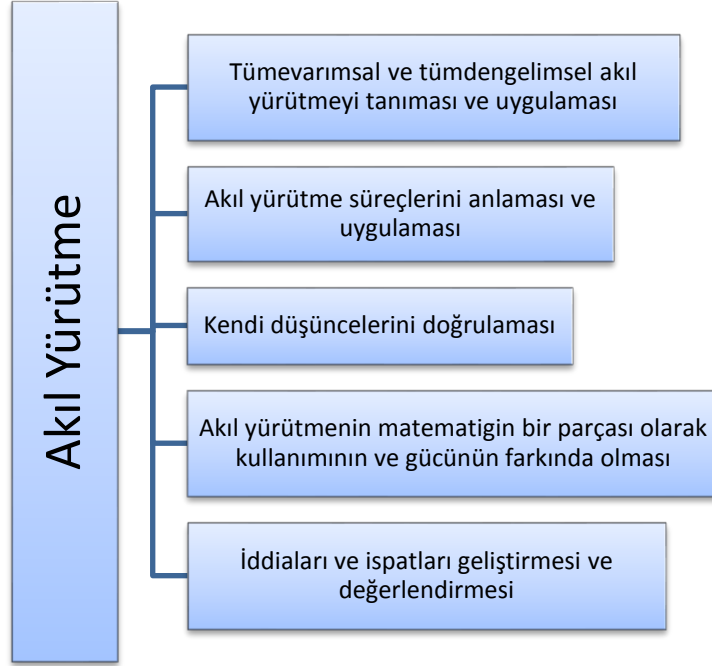 Akıl Yürütme
Tümevarımsal ve tümdengelimsel akıl
yürütmeyi tanıması ve uygulaması
Akıl yürütme süreçlerini anlaması ve
uygulaması
Kendi düşüncelerini doğrulaması
Akıl yürütmenin matematigin bir parçası olarak
kullanımının ve gücünün farkında olması
İddiaları ve ispatları geliştirmesi ve
değerlendirmesi